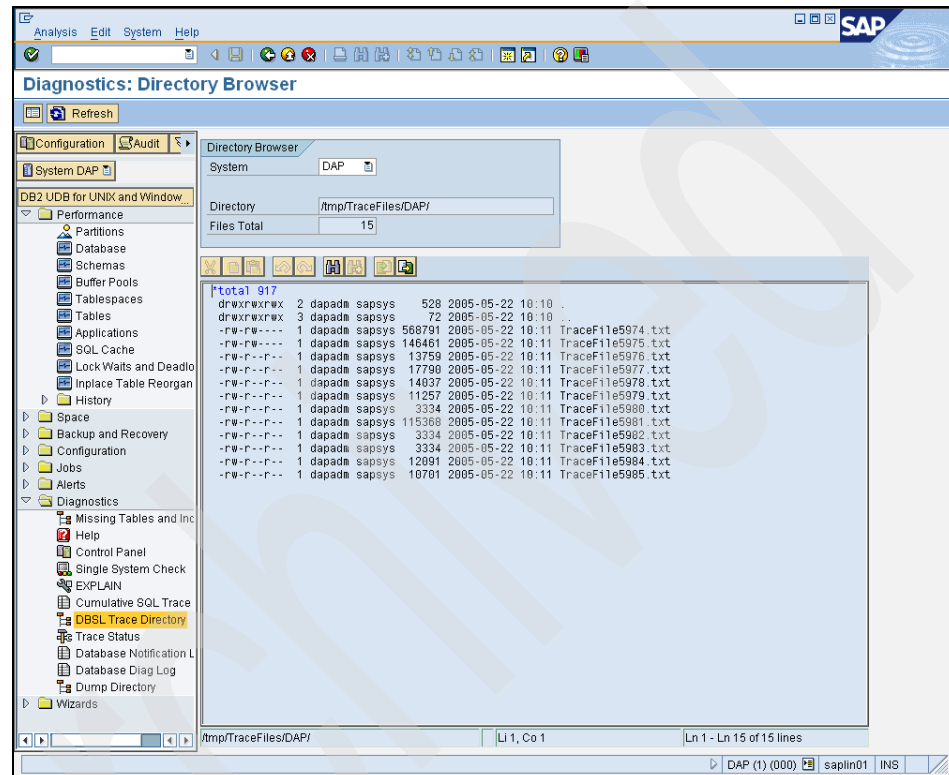 Analysis Edit System Help
SAP
Diagnostics: Directory Browser
Refresh
Configuration Audit
System DAP
DB2 UDB for UNIX and Window...
Performance
Partitions
Database
Schemas
Buffer Pools
Tablespaces
Tables
Applications
SQL Cache
Lock Waits and Deadlo
Inplace Table Reorgan
History
Space
Backup and Recovery
Configuration
Jobs
Alerts
Diagnostics
Missing Tables and Inc
Help
Control Panel
Single System Check
EXPLAIN
Cumulative SQL Trace
DBSL Trace Directory
Trace Status
Database Notification L
Database Diag Log
Dump Directory
Wizards
Directory Browser
System DAP
Directory /tmp/TraceFiles/DAP/
Files Total 15
*total 917
drwxrwxrwx 2 dapadm sapsys 528 2005-05-22 10:10 .
drwxrwxrwx 3 dapadm sapsys 72 2005-05-22 10:10 ..
-rw-rw---- 1 dapadm sapsys 568791 2005-05-22 10:11 TraceFile5974.txt
-rw-rw---- 1 dapadm sapsys 146461 2005-05-22 10:11 TraceFile5975.txt
-rw-r--r-- 1 dapadm sapsys 13759 2005-05-22 10:11 TraceFile5976.txt
-rw-r--r-- 1 dapadm sapsys 17790 2005-05-22 10:11 TraceFile5977.txt
-rw-r--r-- 1 dapadm sapsys 14037 2005-05-22 10:11 TraceFile5978.txt
-rw-r--r-- 1 dapadm sapsys 11257 2005-05-22 10:11 TraceFile5979.txt
-rw-r--r-- 1 dapadm sapsys 3334 2005-05-22 10:11 TraceFile5980.txt
-rw-r--r-- 1 dapadm sapsys 115368 2005-05-22 10:11 TraceFile5981.txt
-rw-r--r-- 1 dapadm sapsys 3334 2005-05-22 10:11 TraceFile5982.txt
-rw-r--r-- 1 dapadm sapsys 3334 2005-05-22 10:11 TraceFile5983.txt
-rw-r--r-- 1 dapadm sapsys 12091 2005-05-22 10:11 TraceFile5984.txt
-rw-r--r-- 1 dapadm sapsys 10701 2005-05-22 10:11 TraceFile5985.txt
/tmp/TraceFiles/DAP/ Li 1, Co 1 Ln 1 - Ln 15 of 15 lines
DAP (1) (000) saplin01 INS